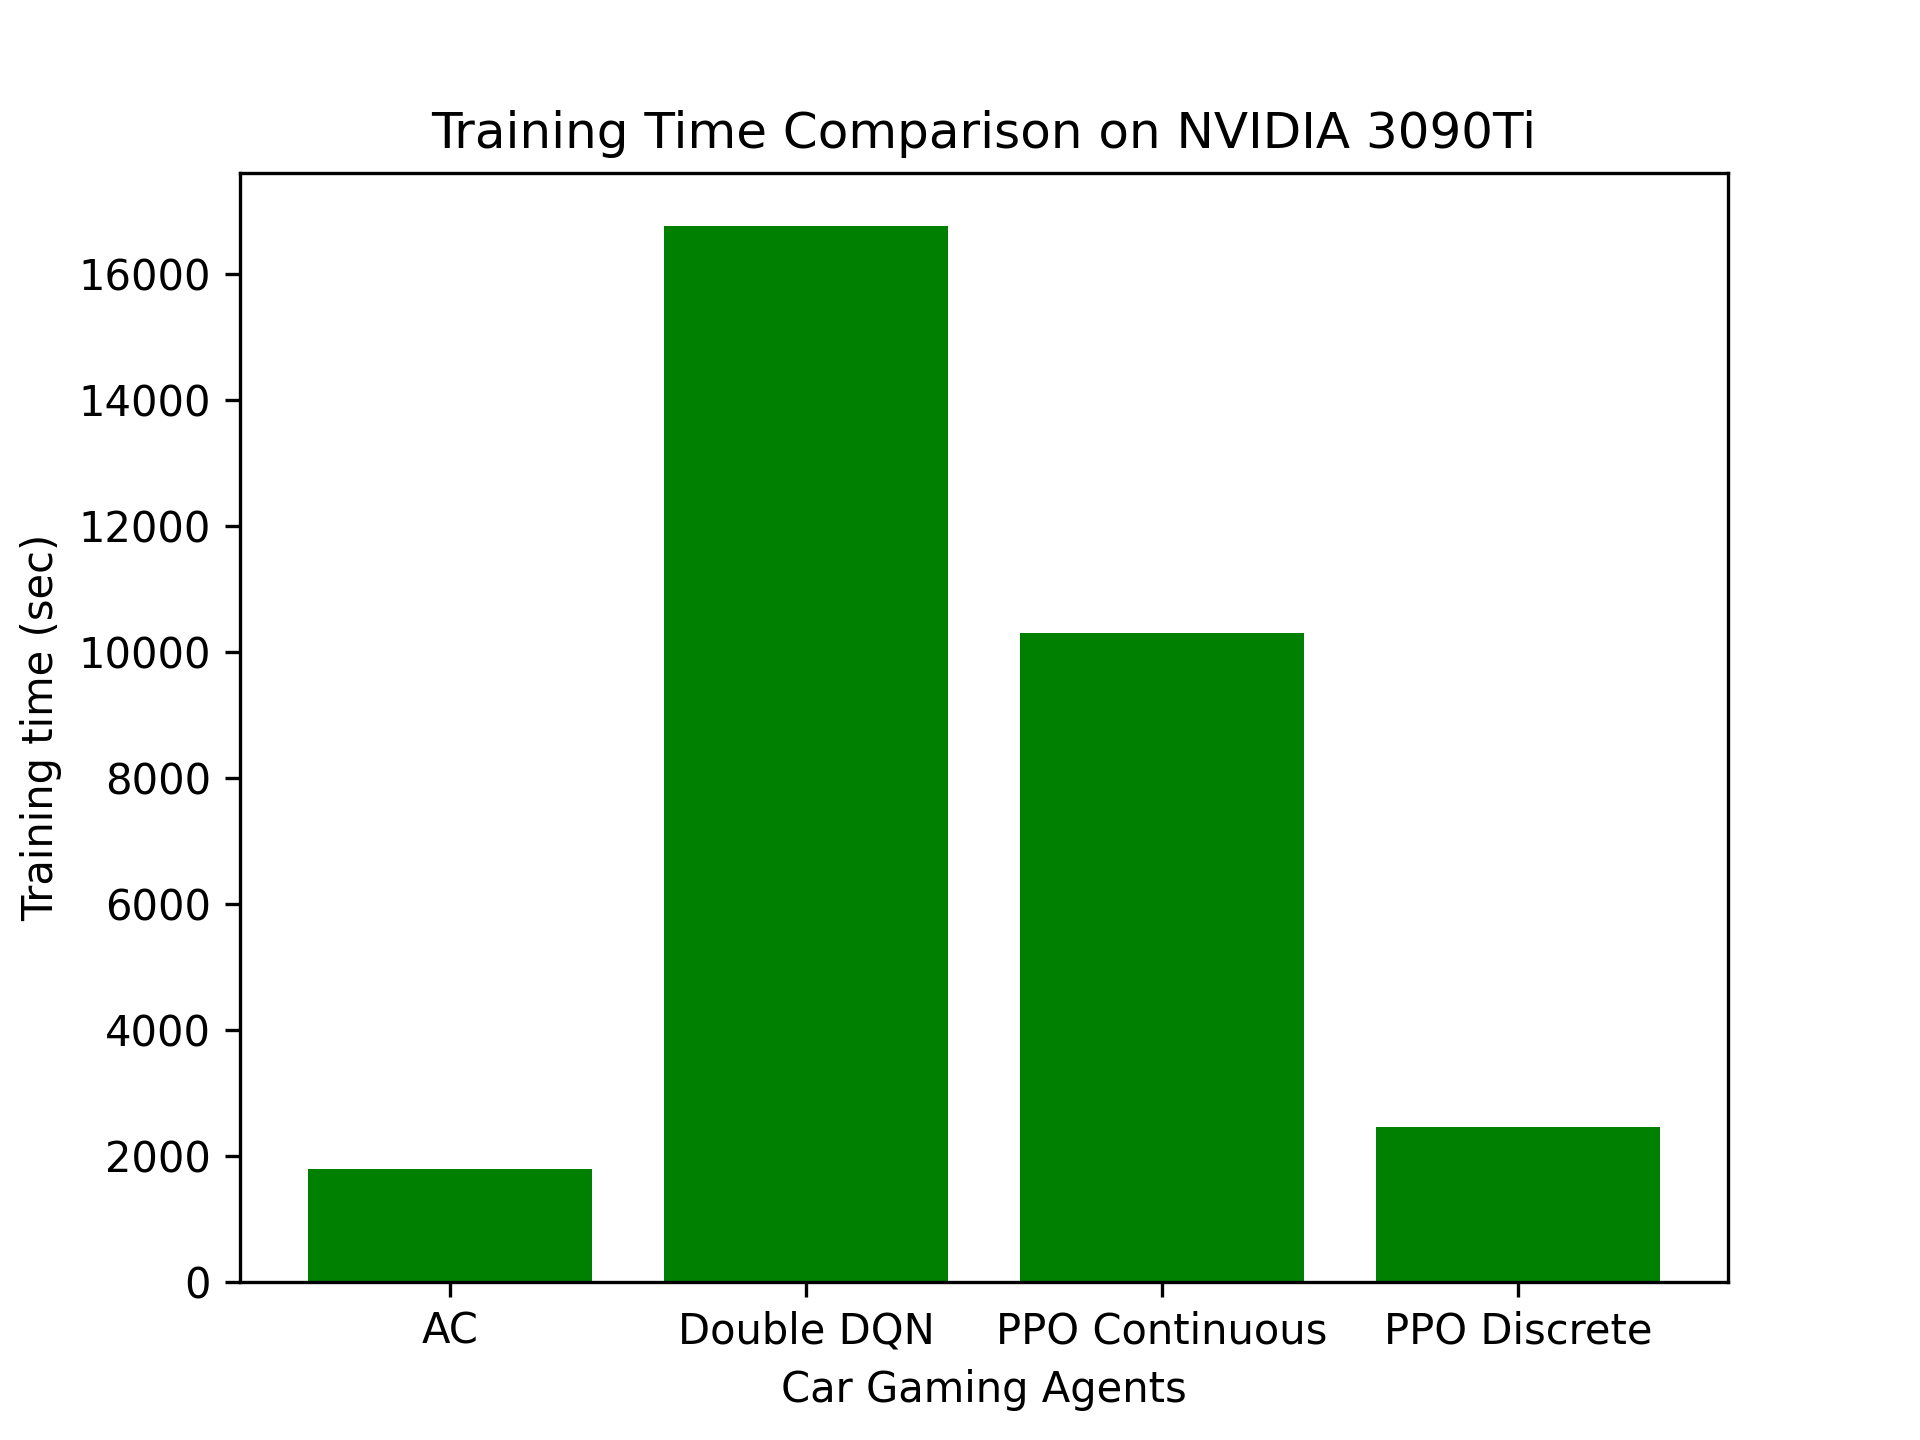 Training Time Comparison on NVIDIA 3090Ti
Training time (sec)
16000
14000
12000
10000
8000
6000
4000
2000
0
AC Double DQN PPO Continuous PPO Discrete
Car Gaming Agents